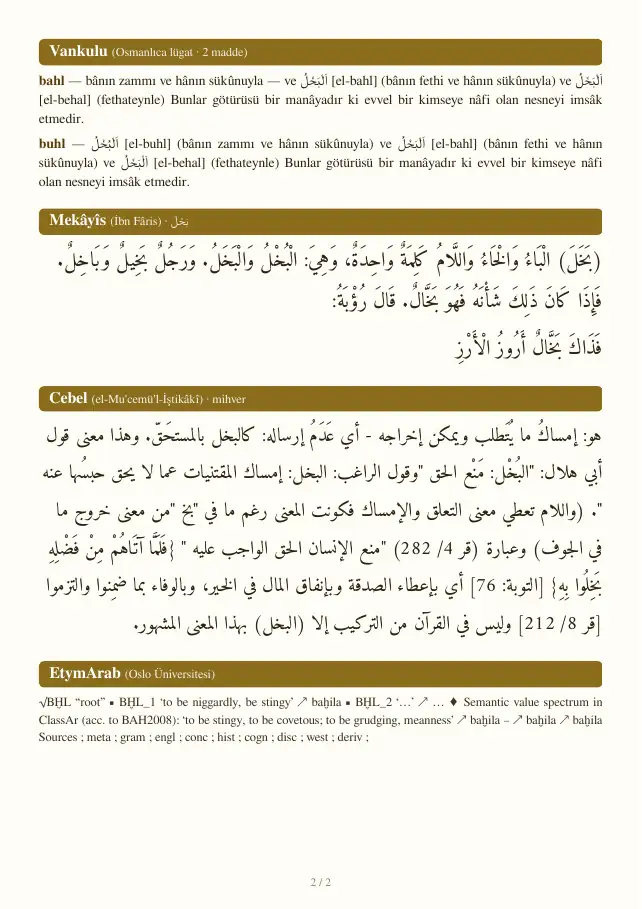 Vankulu (Osmanlıca lügat · 2 madde)
bahl — bânın zammı ve hânın sükûnuyla — ve اَلْبَخْلُ [el-bahl] (bânın fethi ve hânın sükûnuyla) ve اَلْبَخَلُ
[el-behal] (fethateynle) Bunlar götürüsü bir manâyadır ki evvel bir kimseye nâfi olan nesneyi imsâk
etmedir.
buhl — اَلْبُخْلُ [el-buhl] (bânın zammı ve hânın sükûnuyla) ve اَلْبَخْلُ [el-bahl] (bânın fethi ve hânın
sükûnuyla) ve اَلْبَخَلُ [el-behal] (fethateynle) Bunlar götürüsü bir manâyadır ki evvel bir kimseye nâfi
olan nesneyi imsâk etmedir.
Mekâyîs (İbn Fâris) · بَخَلَ
(بَخَلَ) الْبَاءُ وَالْخَاءُ وَاللَّامُ كَلِمَةٌ وَاحِدَةٌ، وَهِيَ: الْبُخْلُ وَالْبَخَلُ. وَرَجُلٌ بَخِيلٌ وَبَاخِلٌ.
فَإِذَا كَانَ ذَلِكَ شَأْنَهُ فَهُوَ بَخَّالٌ. قَالَ رُؤْبَةُ:
فَذَاكَ بَخَّالٌ أَرُوزُ الْأَرْزِ
Cebel (el-Mu'cemü'l-İştikâkî) · mihver
هو: إمساكُ ما يُتَطلب ويمكن إخراجه - أي عَدَمُ إرساله: كالبخل بالمستحَقّ. وهذا معنى قول
أبي هلال: "البُخْل: مَنْع الحق "وقول الراغب: البخل: إمساك المقتنيات عما لا يحق حبسُها عنه
". (واللام تعطي معنى التعلق والإمساك فكونت المعنى رغم ما في "بخ "من معنى خروج ما
في الجوف) وعبارة (قر 4/ 282) "منع الإنسان الحق الواجب عليه " {فَلَمَّا آتَاهُمْ مِنْ فَضْلِهِ
بَخِلُوا بِهِ} [التوبة: 76] أي بإعطاء الصدقة وبإنفاق المال في الخير، وبالوفاء بما ضمِنوا والتزموا
[قر 8/ 212] وليس في القرآن من التركيب إلا (البخل) بهذا المعنى المشهور.
EtymArab (Oslo Üniversitesi)
√BḪL “root” ▪ BḪL_1 ‘to be niggardly, be stingy’ ↗ baḫila ▪ BḪL_2 ‘…’ ↗ … ♦ Semantic value spectrum in
ClassAr (acc. to BAH2008): ‘to be stingy, to be covetous; to be grudging, meanness’ ↗ baḫila – ↗ baḫila ↗ baḫila
Sources ; meta ; gram ; engl ; conc ; hist ; cogn ; disc ; west ; deriv ;
2 / 2